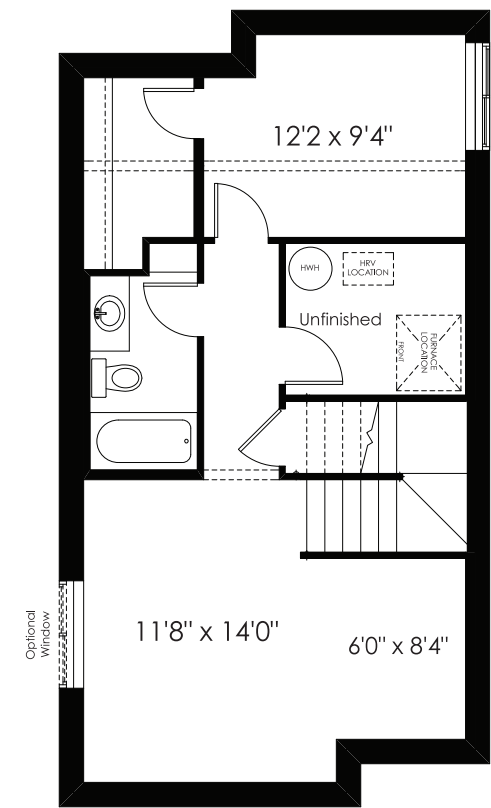 12'2 x 9'4"
HWH
HRV
LOCATION
Unfinished
FURNACE
LOCATION
FRONT
Optional
Window
11'8" x 14'0"
6'0" x 8'4"